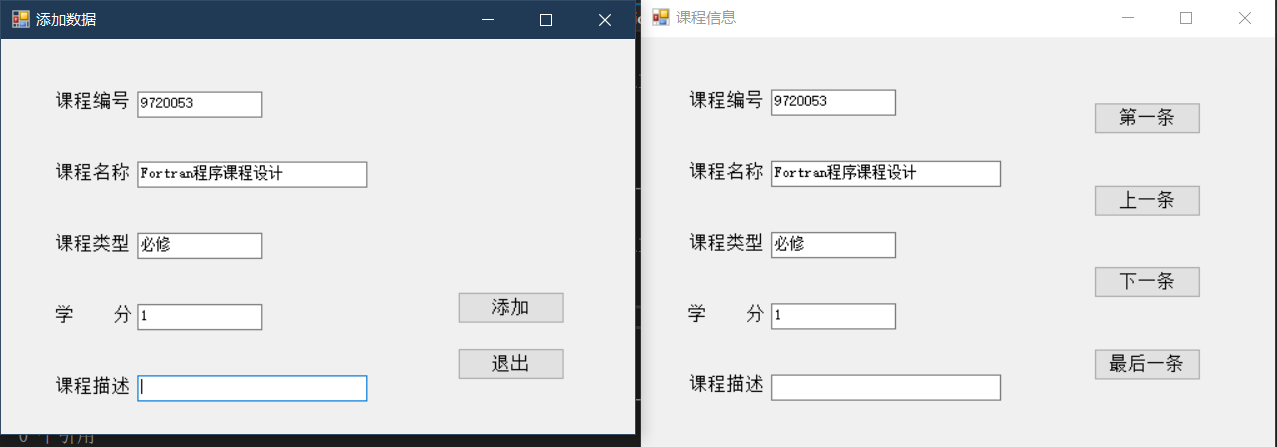 添加数据
课程编号 9720053
课程名称 Fortran程序课程设计
课程类型 必修
学 分 1
添加
退出
课程描述
课程信息
课程编号 9720053
第一条
课程名称 Fortran程序课程设计
上一条
课程类型 必修
下一条
学 分 1
课程描述
最后一条
0 个引用